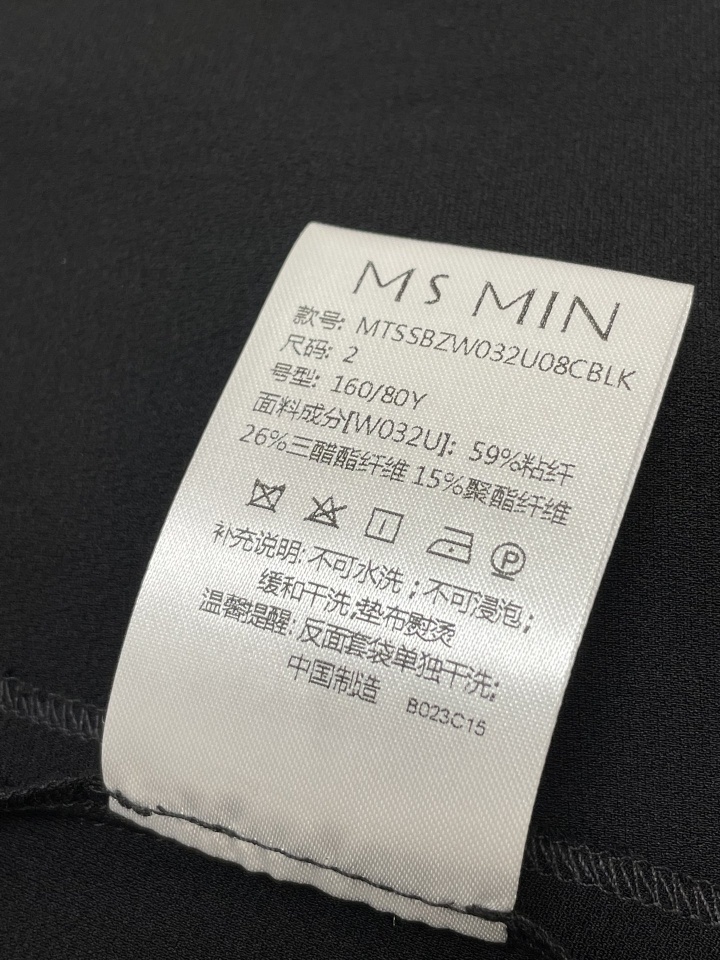 MS MIN
款号: MTSSBZW032U08CBLK
尺码: 2
号型: 160/80Y
面料成分[W032U]: 59%粘纤
26%三醋酯纤维 15%聚酯纤维
P
补充说明: 不可水洗；不可浸泡；
缓和干洗,垫布熨烫
温馨提醒: 反面套袋单独干洗;
中国制造 B023C15